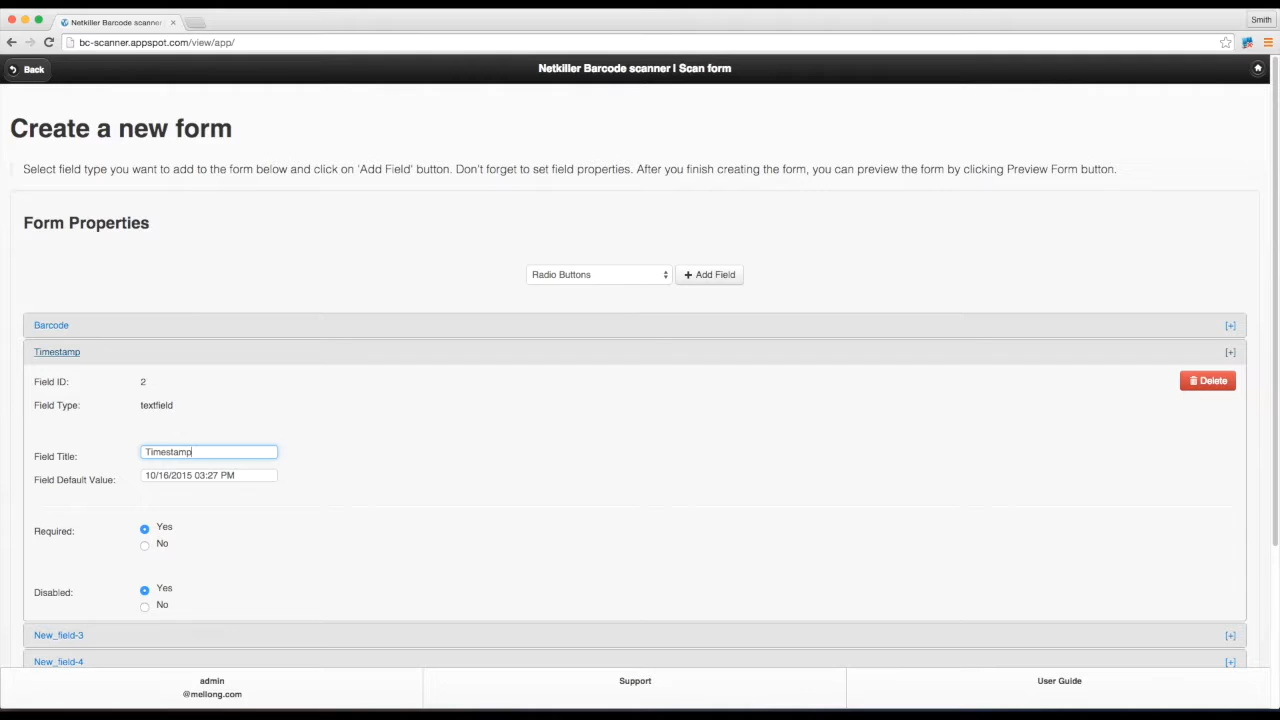 Netkiller Barcode scanner
Smith
bc-scanner.appspot.com/view/app/
Back
Netkiller Barcode scanner | Scan form
Create a new form
Select field type you want to add to the form below and click on 'Add Field' button. Don't forget to set field properties. After you finish creating the form, you can preview the form by clicking Preview Form button.
Form Properties
Radio Buttons
+ Add Field
Barcode [+]
Timestamp [+]
Field ID: 2
Delete
Field Type: textfield
Field Title: Timestamp
Field Default Value: 10/16/2015 03:27 PM
Required: Yes
No
Disabled: Yes
No
New_field-3 [+]
New_field-4 [+]
admin
@mellong.com
Support
User Guide